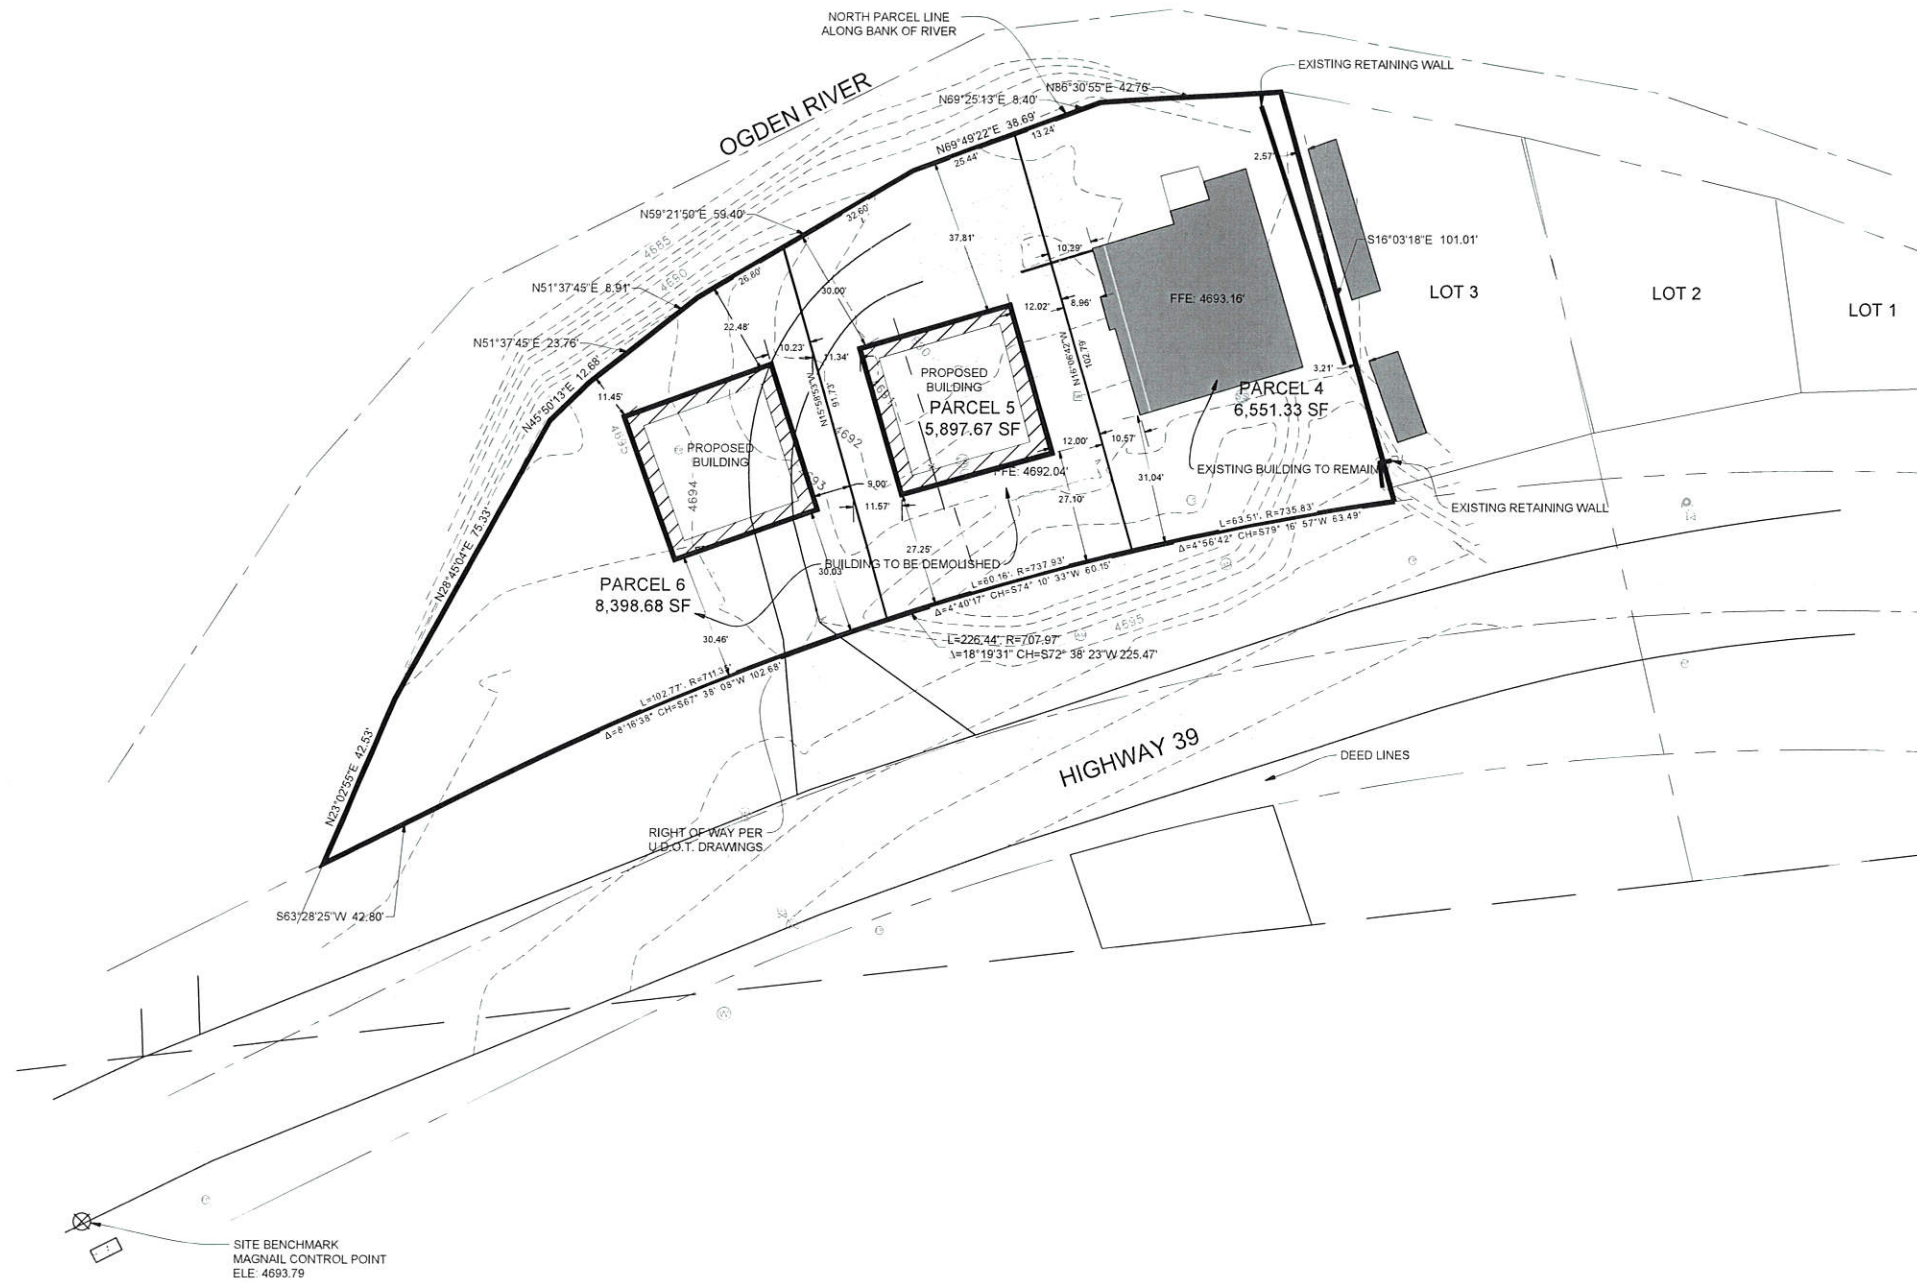 NORTH PARCEL LINE
ALONG BANK OF RIVER
EXISTING RETAINING WALL
OGDEN RIVER
N86°30'55"E 42.76'
N69°25'13"E 8.40'
N69°49'22"E 38.69'
13.24'
25.44'
2.57'
N59°21'50"E 59.40'
32.60'
4685
4690
37.81'
10.29'
S16°03'18"E 101.01'
N51°37'45"E 8.91'
26.60'
30.00'
FFE: 4693.16'
LOT 3
LOT 2
LOT 1
12.02'
8.96'
22.48'
N51°37'45"E 23.76'
10.23'
11.34'
N16°06'42"W
102.79'
N15°58'53"W
91.73'
N45°50'13"E 12.68'
11.45'
PROPOSED
BUILDING
PARCEL 5
5,897.67 SF
3.21'
PARCEL 4
6,551.33 SF
4692
PROPOSED
BUILDING
12.00'
10.57'
FFE: 4692.04'
EXISTING BUILDING TO REMAIN
31.04'
27.10'
9.00'
11.57'
4694
EXISTING RETAINING WALL
L=63.51', R=735.83'
Δ=4°56'42" CH=S79° 16' 57"W 63.49'
N28°45'04"E 75.33'
27.25'
BUILDING TO BE DEMOLISHED
30.03'
L=60.16', R=737.93'
Δ=4°40'17" CH=S74° 10' 33"W 60.15'
PARCEL 6
8,398.68 SF
4695
30.46'
L=226.44', R=707.97'
Δ=18°19'31" CH=S72° 38' 23"W 225.47'
L=102.77', R=711.35'
Δ=8°16'38" CH=S67° 38' 08"W 102.68'
N23°02'55"E 42.53'
HIGHWAY 39
DEED LINES
RIGHT OF WAY PER
U.D.O.T. DRAWINGS
S63°28'25"W 42.80'
SITE BENCHMARK
MAGNAIL CONTROL POINT
ELE: 4693.79